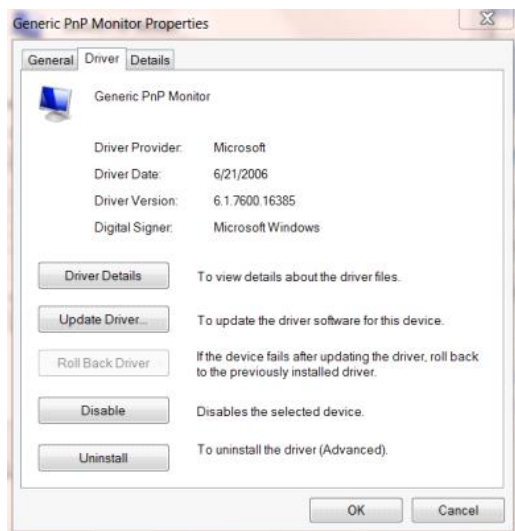 Generic PnP Monitor Properties
General Driver Details
Generic PnP Monitor
Driver Provider: Microsoft
Driver Date: 6/21/2006
Driver Version: 6.1.7600.16385
Digital Signer: Microsoft Windows
Driver Details To view details about the driver files.
Update Driver... To update the driver software for this device.
Roll Back Driver If the device fails after updating the driver, roll back
to the previously installed driver.
Disable Disables the selected device.
Uninstall To uninstall the driver (Advanced).
OK Cancel